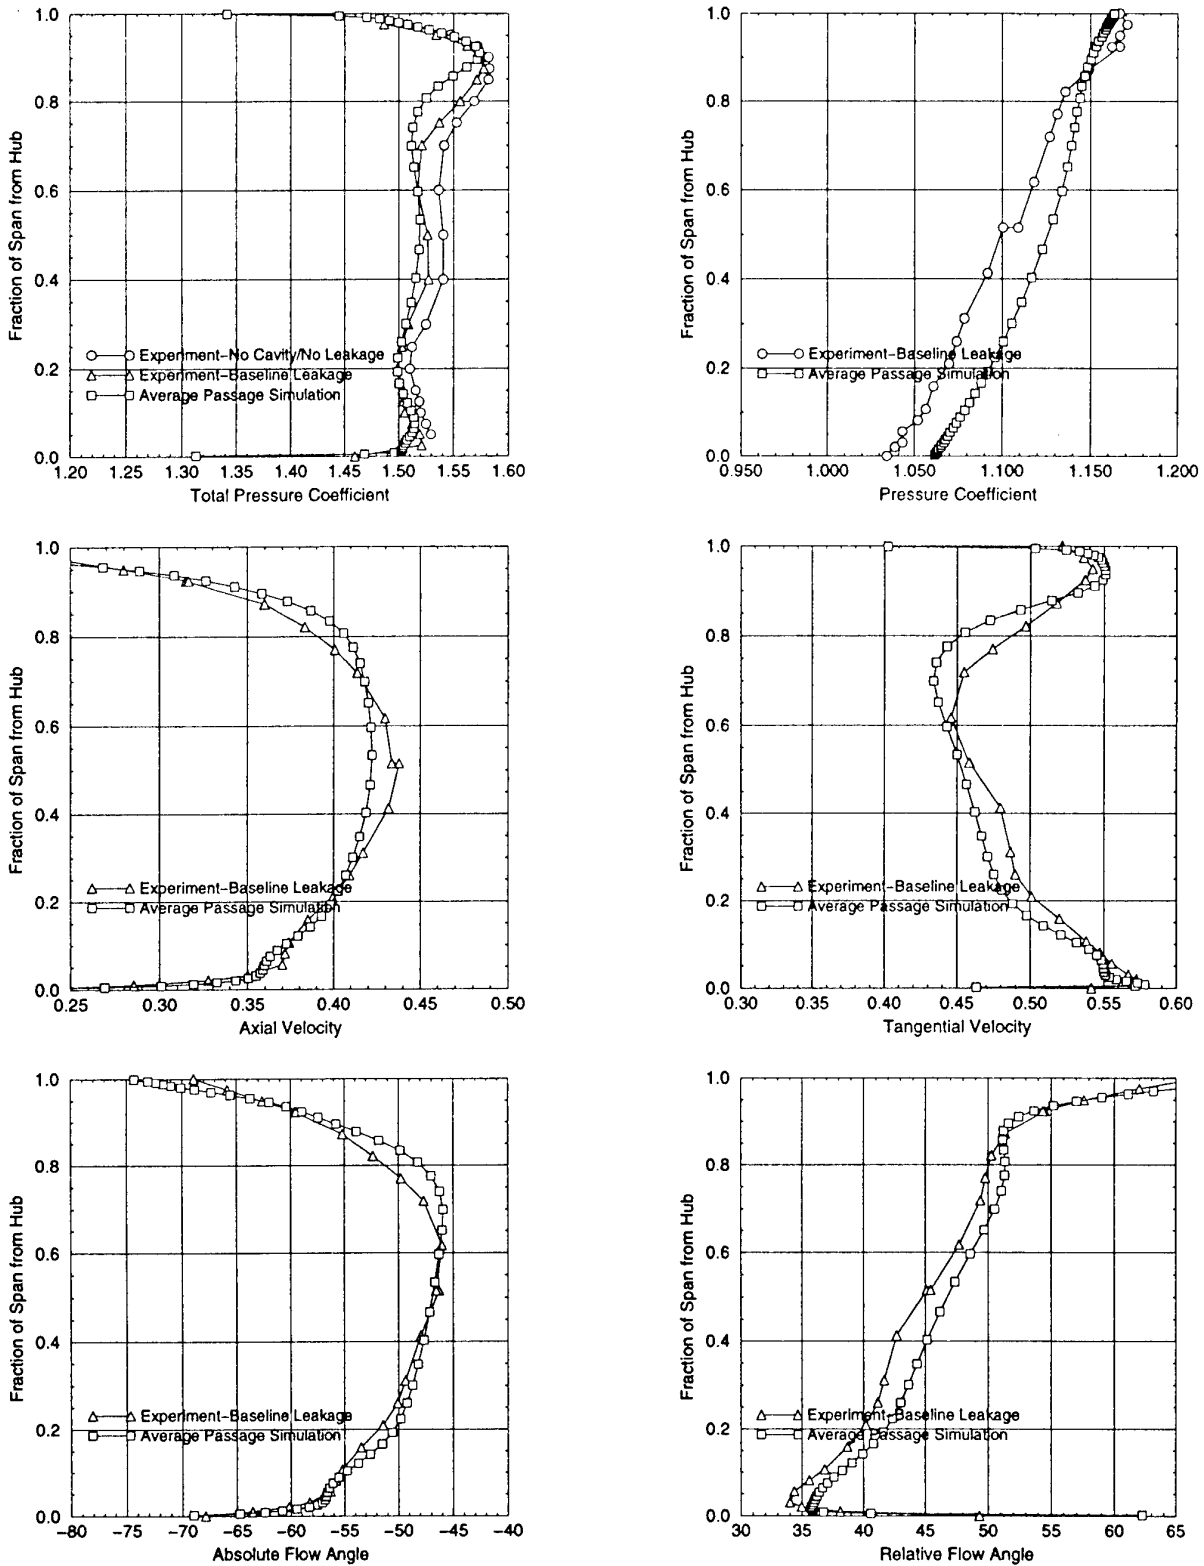 Fraction of Span from Hub
1.0
0.8
0.6
0.4
0.2
0.0
Experiment–No Cavity/No Leakage
Experiment–Baseline Leakage
Average Passage Simulation
1.20 1.25 1.30 1.35 1.40 1.45 1.50 1.55 1.60
Total Pressure Coefficient
Fraction of Span from Hub
1.0
0.8
0.6
0.4
0.2
0.0
Experiment–Baseline Leakage
Average Passage Simulation
0.950 1.000 1.050 1.100 1.150 1.200
Pressure Coefficient
Fraction of Span from Hub
1.0
0.8
0.6
0.4
0.2
0.0
Experiment–Baseline Leakage
Average Passage Simulation
0.25 0.30 0.35 0.40 0.45 0.50
Axial Velocity
Fraction of Span from Hub
1.0
0.8
0.6
0.4
0.2
0.0
Experiment–Baseline Leakage
Average Passage Simulation
0.30 0.35 0.40 0.45 0.50 0.55 0.60
Tangential Velocity
Fraction of Span from Hub
1.0
0.8
0.6
0.4
0.2
0.0
Experiment–Baseline Leakage
Average Passage Simulation
−80 −75 −70 −65 −60 −55 −50 −45 −40
Absolute Flow Angle
Fraction of Span from Hub
1.0
0.8
0.6
0.4
0.2
0.0
Experiment–Baseline Leakage
Average Passage Simulation
30 35 40 45 50 55 60 65
Relative Flow Angle